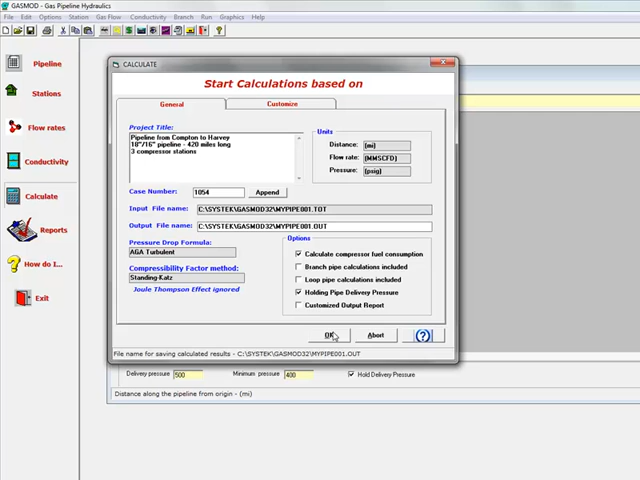 GASMOD - Gas Pipeline Hydraulics
File Edit Options Station Gas Flow Conductivity Branch Run Graphics Help
Pipeline
Stations
Flow rates
Conductivity
Calculate
Reports
How do I...
Exit
CALCULATE
Start Calculations based on
General Customize
Project Title:
Pipeline from Compton to Harvey
18"/16" pipeline - 420 miles long
3 compressor stations
Units
Distance: (mi)
Flow rate: (MMSCFD)
Pressure: (psig)
Case Number: 1054 Append
Input File name: C:\SYSTEK\GASMOD32\MYPIPE001.TOT
Output File name: C:\SYSTEK\GASMOD32\MYPIPE001.OUT
Pressure Drop Formula:
AGA Turbulent
Compressibility Factor method:
Standing-Katz
Joule Thompson Effect ignored
Options
Calculate compressor fuel consumption
Branch pipe calculations included
Loop pipe calculations included
Holding Pipe Delivery Pressure
Customized Output Report
OK Abort ?
File name for saving calculated results - C:\SYSTEK\GASMOD32\MYPIPE001.OUT
Delivery pressure 500 Minimum pressure 400 Hold Delivery Pressure
Distance along the pipeline from origin - (mi)